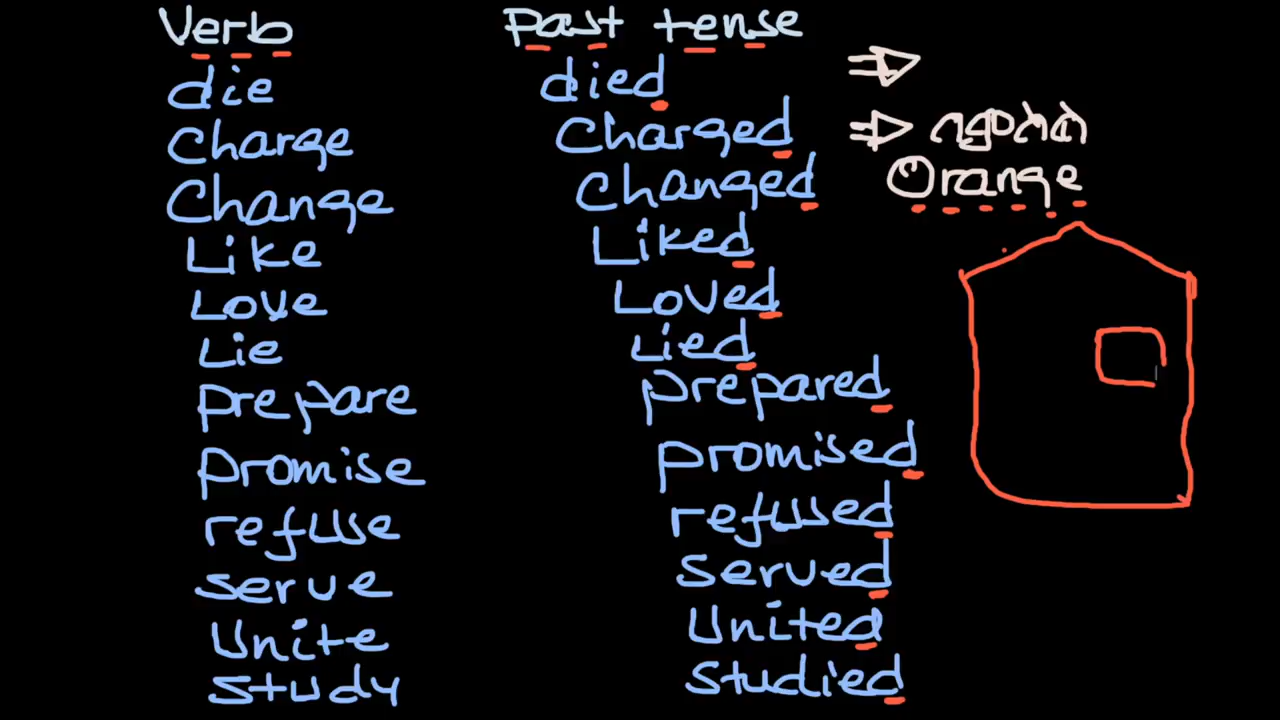 Verb Past tense
die died
Charge Charged
Change Changed
Orange
Like Liked
Love Loved
Lie Lied
prepare prepared
promise promised
refuse refused
serve served
Unite United
Study Studied